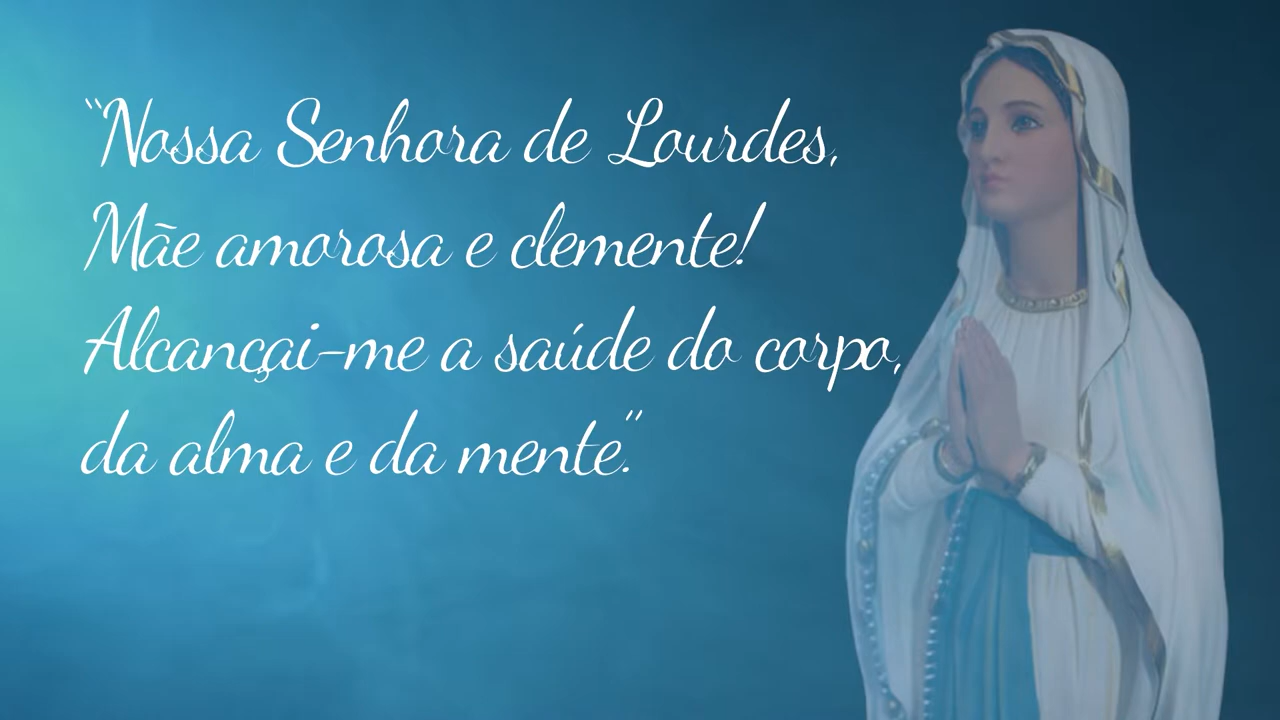 "Nossa Senhora de Lourdes,
Mãe amorosa e clemente!
Alcançai-me a saúde do corpo,
da alma e da mente."